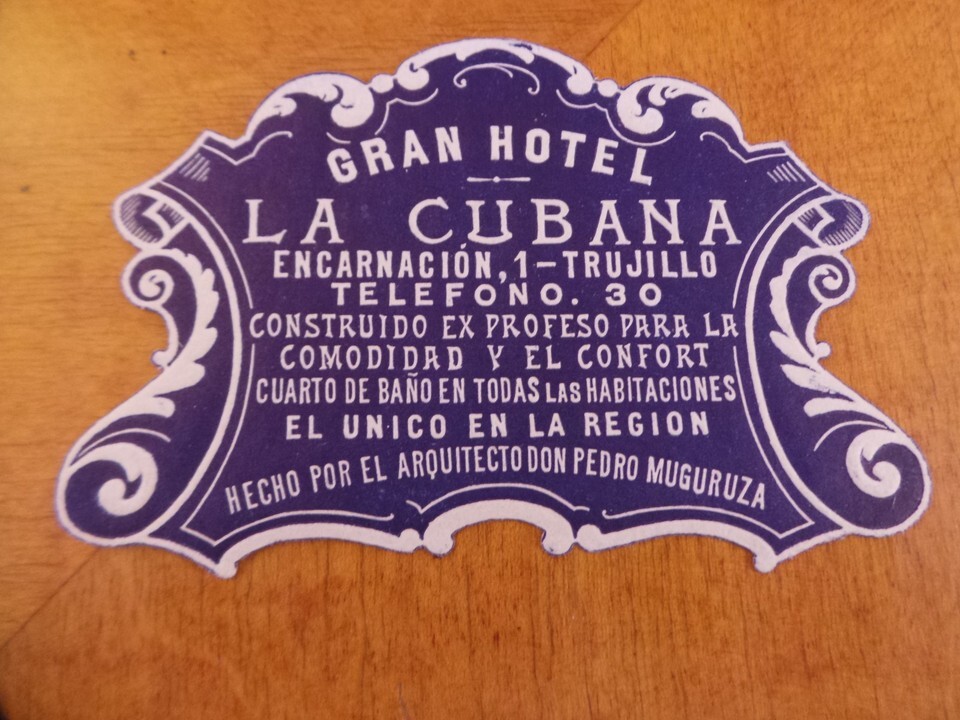 GRAN HOTEL
LA CUBANA
ENCARNACIÓN, 1-TRUJILLO
TELEFONO. 30
CONSTRUIDO EX PROFESO PARA LA
COMODIDAD Y EL CONFORT
CUARTO DE BAÑO EN TODAS LAS HABITACIONES
EL UNICO EN LA REGION
HECHO POR EL ARQUITECTO DON PEDRO MUGURUZA